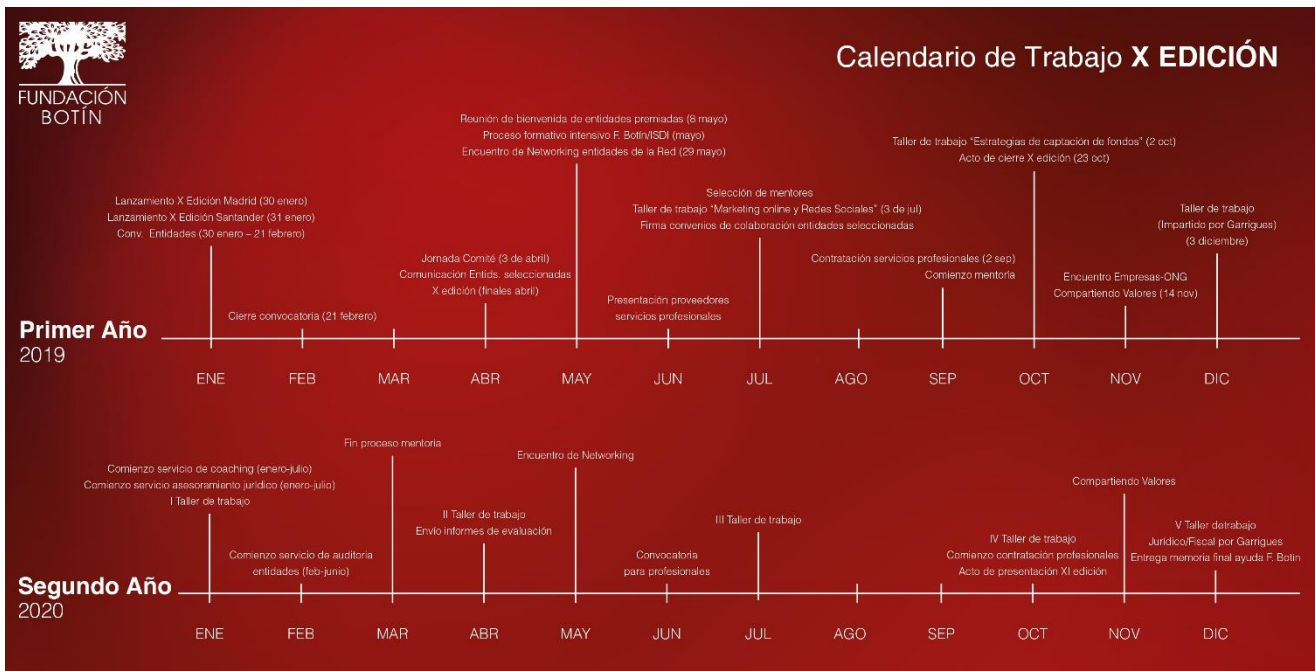 FUNDACIÓN
BOTÍN
Calendario de Trabajo X EDICIÓN
Lanzamiento X Edición Madrid (30 enero)
Lanzamiento X Edición Santander (31 enero)
Conv. Entidades (30 enero – 21 febrero)
Cierre convocatoria (21 febrero)
Jornada Comité (3 de abril)
Comunicación Entids. seleccionadas
X edición (finales abril)
Reunión de bienvenida de entidades premiadas (8 mayo)
Proceso formativo intensivo F. Botín/ISDI (mayo)
Encuentro de Networking entidades de la Red (29 mayo)
Presentación proveedores
servicios profesionales
Selección de mentores
Taller de trabajo “Marketing online y Redes Sociales” (3 de jul)
Firma convenios de colaboración entidades seleccionadas
Contratación servicios profesionales (2 sep)
Comienzo mentoría
Taller de trabajo “Estrategias de captación de fondos” (2 oct)
Acto de cierre X edición (23 oct)
Encuentro Empresas-ONG
Compartiendo Valores (14 nov)
Taller de trabajo
(Impartido por Garrigues)
(3 diciembre)
Primer Año
2019
ENE FEB MAR ABR MAY JUN JUL AGO SEP OCT NOV DIC
Comienzo servicio de coaching (enero-julio)
Comienzo servicio asesoramiento jurídico (enero-julio)
I Taller de trabajo
Comienzo servicio de auditoria
entidades (feb-junio)
Fin proceso mentoría
II Taller de trabajo
Envío informes de evaluación
Encuentro de Networking
Convocatoria
para profesionales
III Taller de trabajo
IV Taller de trabajo
Comienzo contratación profesionales
Acto de presentación XI edición
Compartiendo Valores
V Taller detrabajo
Jurídico/Fiscal por Garrigues
Entrega memoria final ayuda F. Botín
Segundo Año
2020
ENE FEB MAR ABR MAY JUN JUL AGO SEP OCT NOV DIC